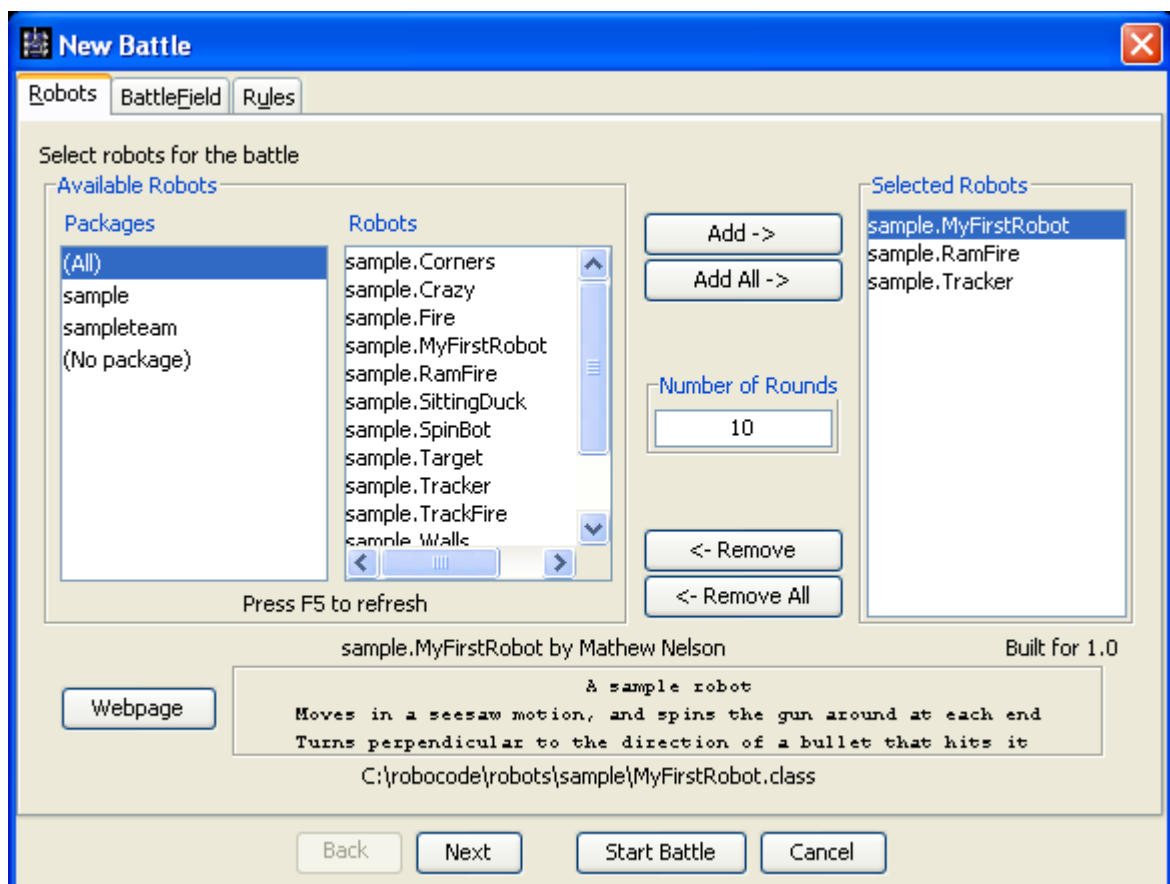 New Battle
Robots BattleField Rules
Select robots for the battle
Available Robots
Packages
(All)
sample
sampleteam
(No package)
Robots
sample.Corners
sample.Crazy
sample.Fire
sample.MyFirstRobot
sample.RamFire
sample.SittingDuck
sample.SpinBot
sample.Target
sample.Tracker
sample.TrackFire
sample.Walls
Press F5 to refresh
Add ->
Add All ->
Number of Rounds
10
<- Remove
<- Remove All
Selected Robots
sample.MyFirstRobot
sample.RamFire
sample.Tracker
sample.MyFirstRobot by Mathew Nelson
Built for 1.0
Webpage
A sample robot
Moves in a seesaw motion, and spins the gun around at each end
Turns perpendicular to the direction of a bullet that hits it
C:\robocode\robots\sample\MyFirstRobot.class
Back Next Start Battle Cancel